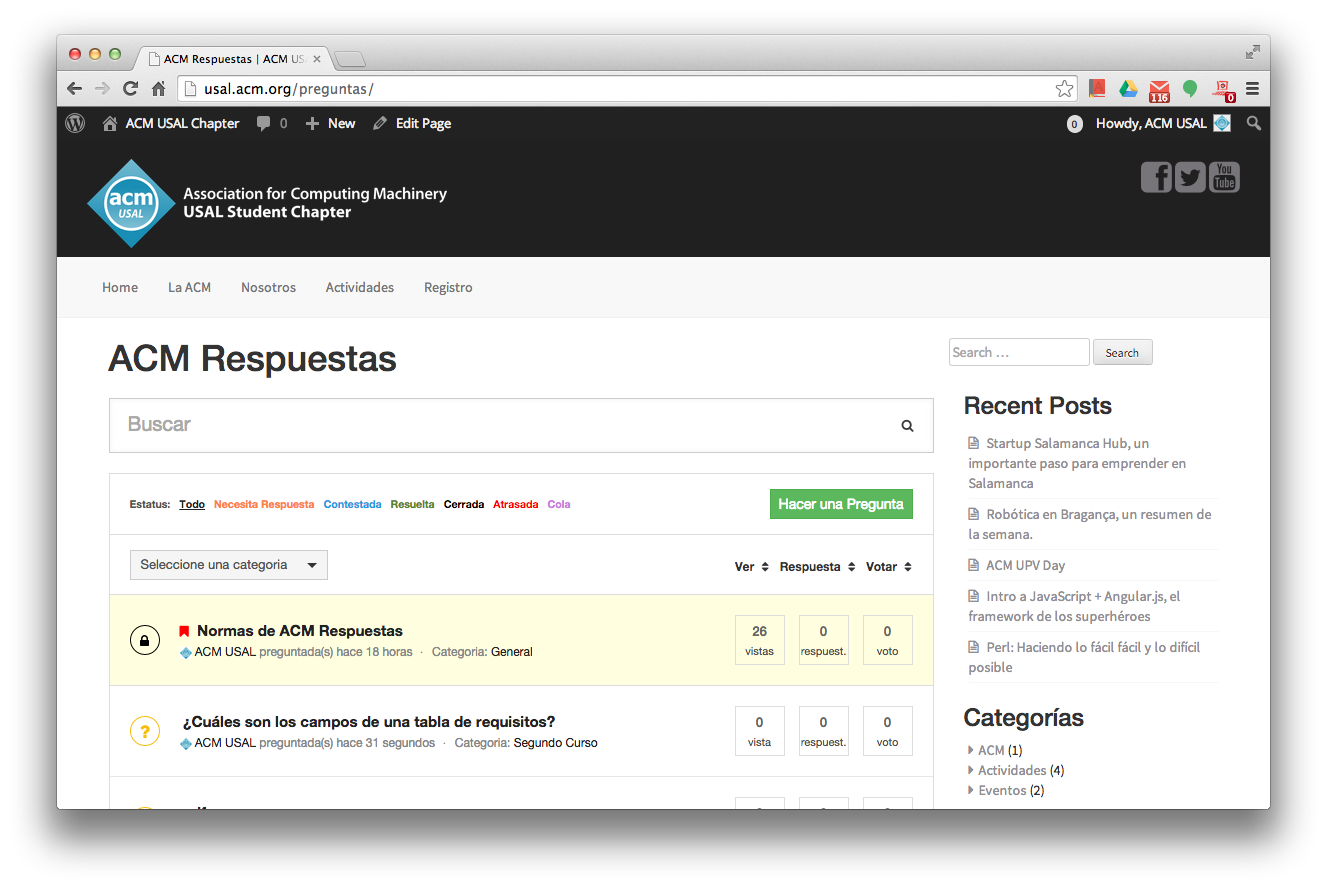 ACM Respuestas | ACM US
usal.acm.org/preguntas/
116
0
ACM USAL Chapter 0 New Edit Page 0 Howdy, ACM USAL
acm
USAL
Association for Computing Machinery
USAL Student Chapter
You
Tube
Home La ACM Nosotros Actividades Registro
ACM Respuestas
Buscar
Estatus: Todo Necesita Respuesta Contestada Resuelta Cerrada Atrasada Cola
Hacer una Pregunta
Seleccione una categoria
Ver Respuesta Votar
Normas de ACM Respuestas
ACM USAL preguntada(s) hace 18 horas · Categoria: General
26 0 0
vistas respuest. voto
¿Cuáles son los campos de una tabla de requisitos?
ACM USAL preguntada(s) hace 31 segundos · Categoria: Segundo Curso
0 0 0
vista respuest. voto
Search …
Search
Recent Posts
Startup Salamanca Hub, un
importante paso para emprender en
Salamanca
Robótica en Bragança, un resumen de
la semana.
ACM UPV Day
Intro a JavaScript + Angular.js, el
framework de los superhéroes
Perl: Haciendo lo fácil fácil y lo difícil
posible
Categorías
ACM (1)
Actividades (4)
Eventos (2)